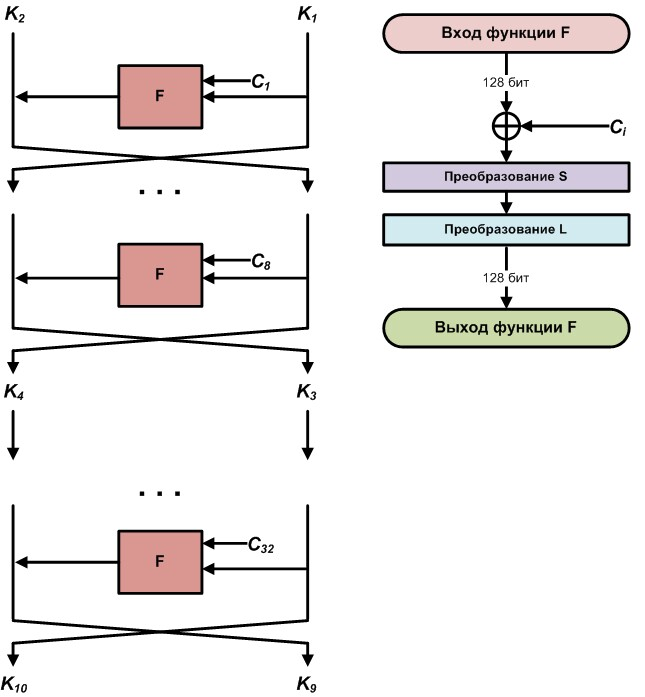 K2
K1
F
C1
. . .
F
C8
K4
K3
. . .
F
C32
K10
K9
Вход функции F
128 бит
Ci
Преобразование S
Преобразование L
128 бит
Выход функции F